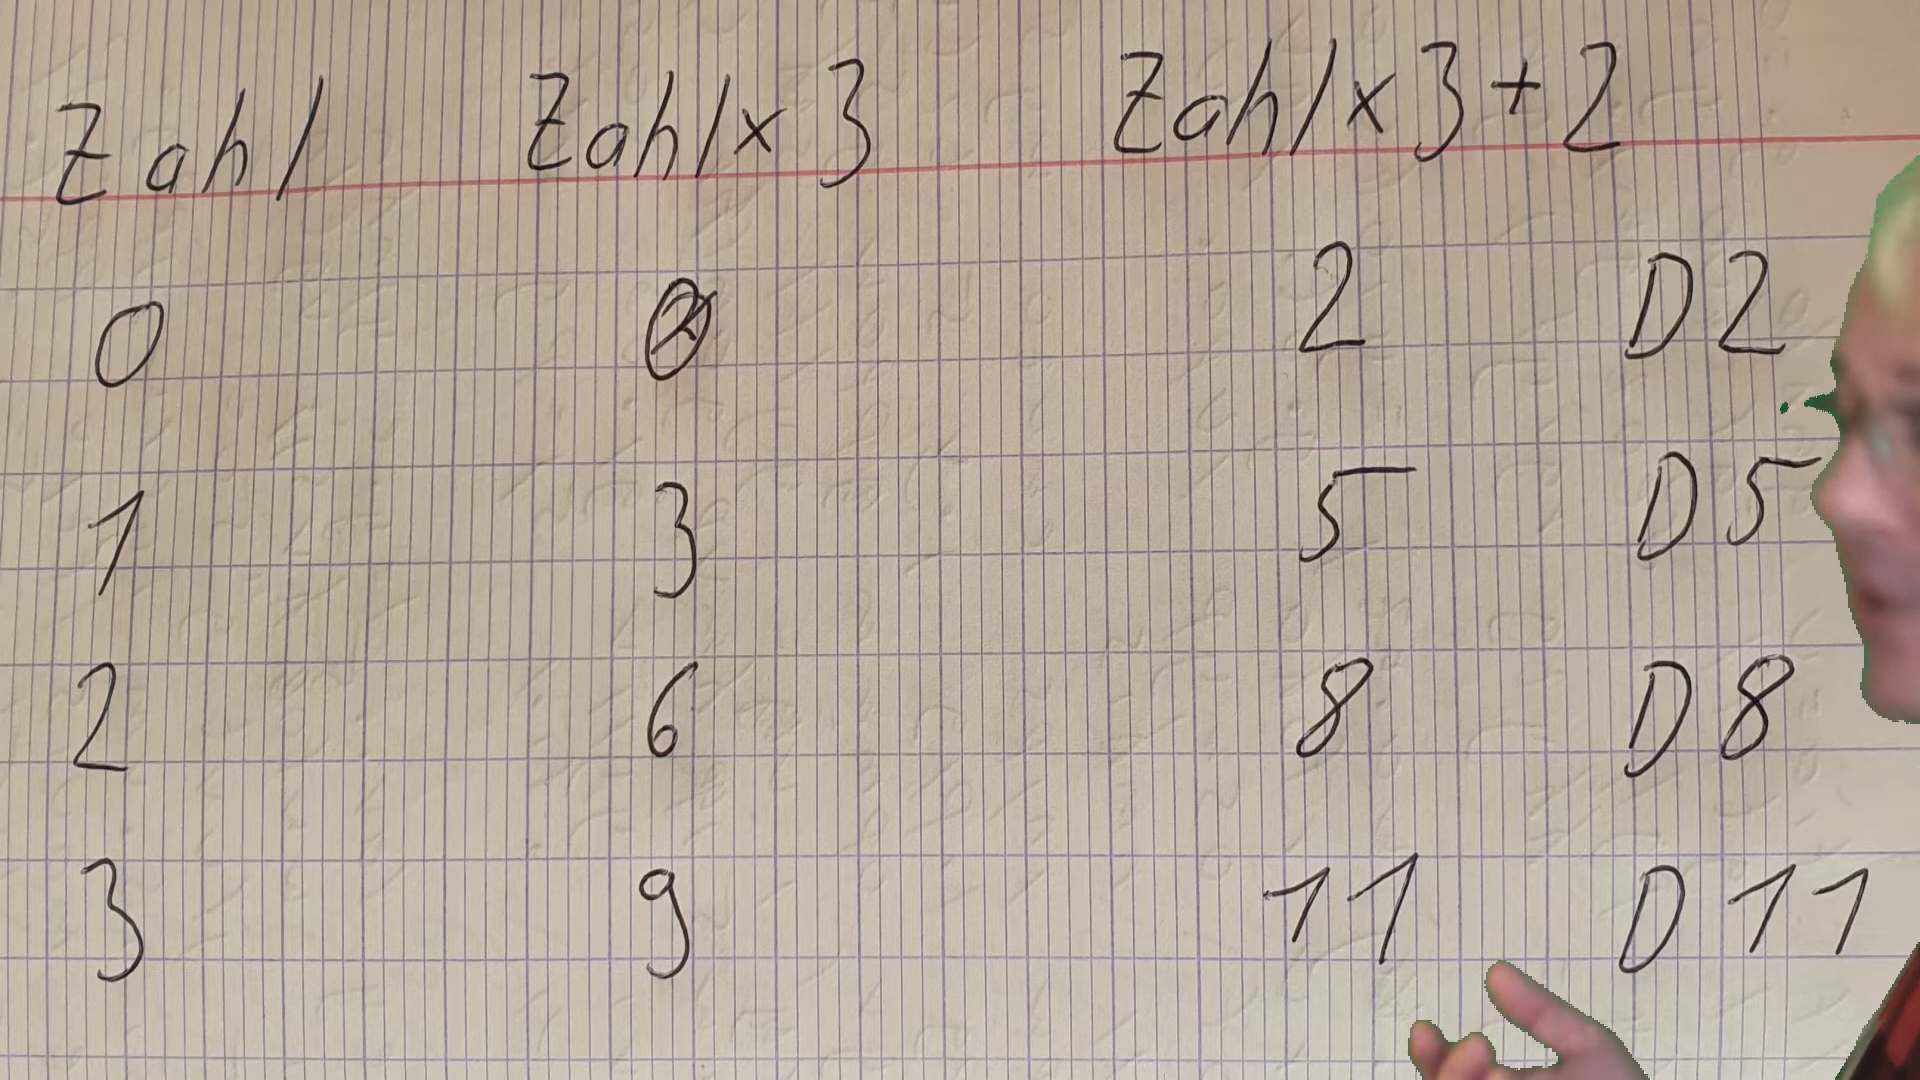 Zahl Zahl x 3 Zahl x 3 + 2
0 0 2 D2
1 3 5 D5
2 6 8 D8
3 9 11 D11